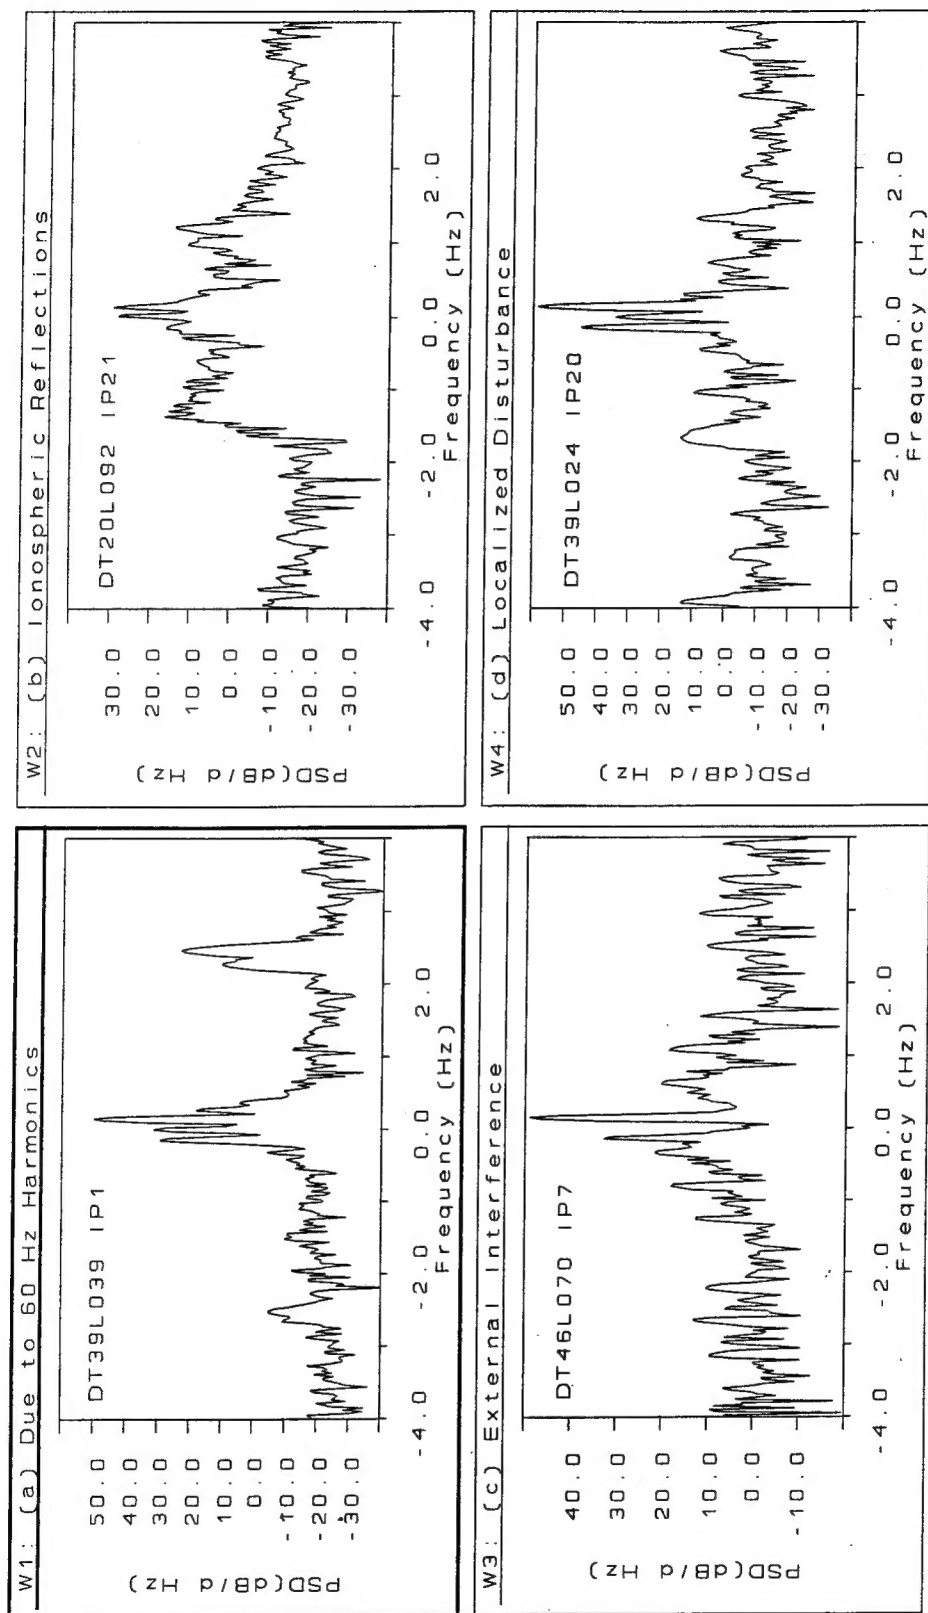 W1: (a) Due to 60 Hz Harmonics
DT39L039 IP1
50.0
40.0
30.0
20.0
10.0
0.0
-10.0
-20.0
-30.0
PSD(dB/d Hz)
-4.0
-2.0
0.0
2.0
Frequency (Hz)
W2: (b) Ionospheric Reflections
DT20L092 IP21
30.0
20.0
10.0
0.0
-10.0
-20.0
-30.0
PSD(dB/d Hz)
-4.0
-2.0
0.0
2.0
Frequency (Hz)
W3: (c) External Interference
DT46L070 IP7
40.0
30.0
20.0
10.0
0.0
-10.0
PSD(dB/d Hz)
-4.0
-2.0
0.0
2.0
Frequency (Hz)
W4: (d) Localized Disturbance
DT39L024 IP20
50.0
40.0
30.0
20.0
10.0
0.0
-10.0
-20.0
-30.0
PSD(dB/d Hz)
-4.0
-2.0
0.0
2.0
Frequency (Hz)